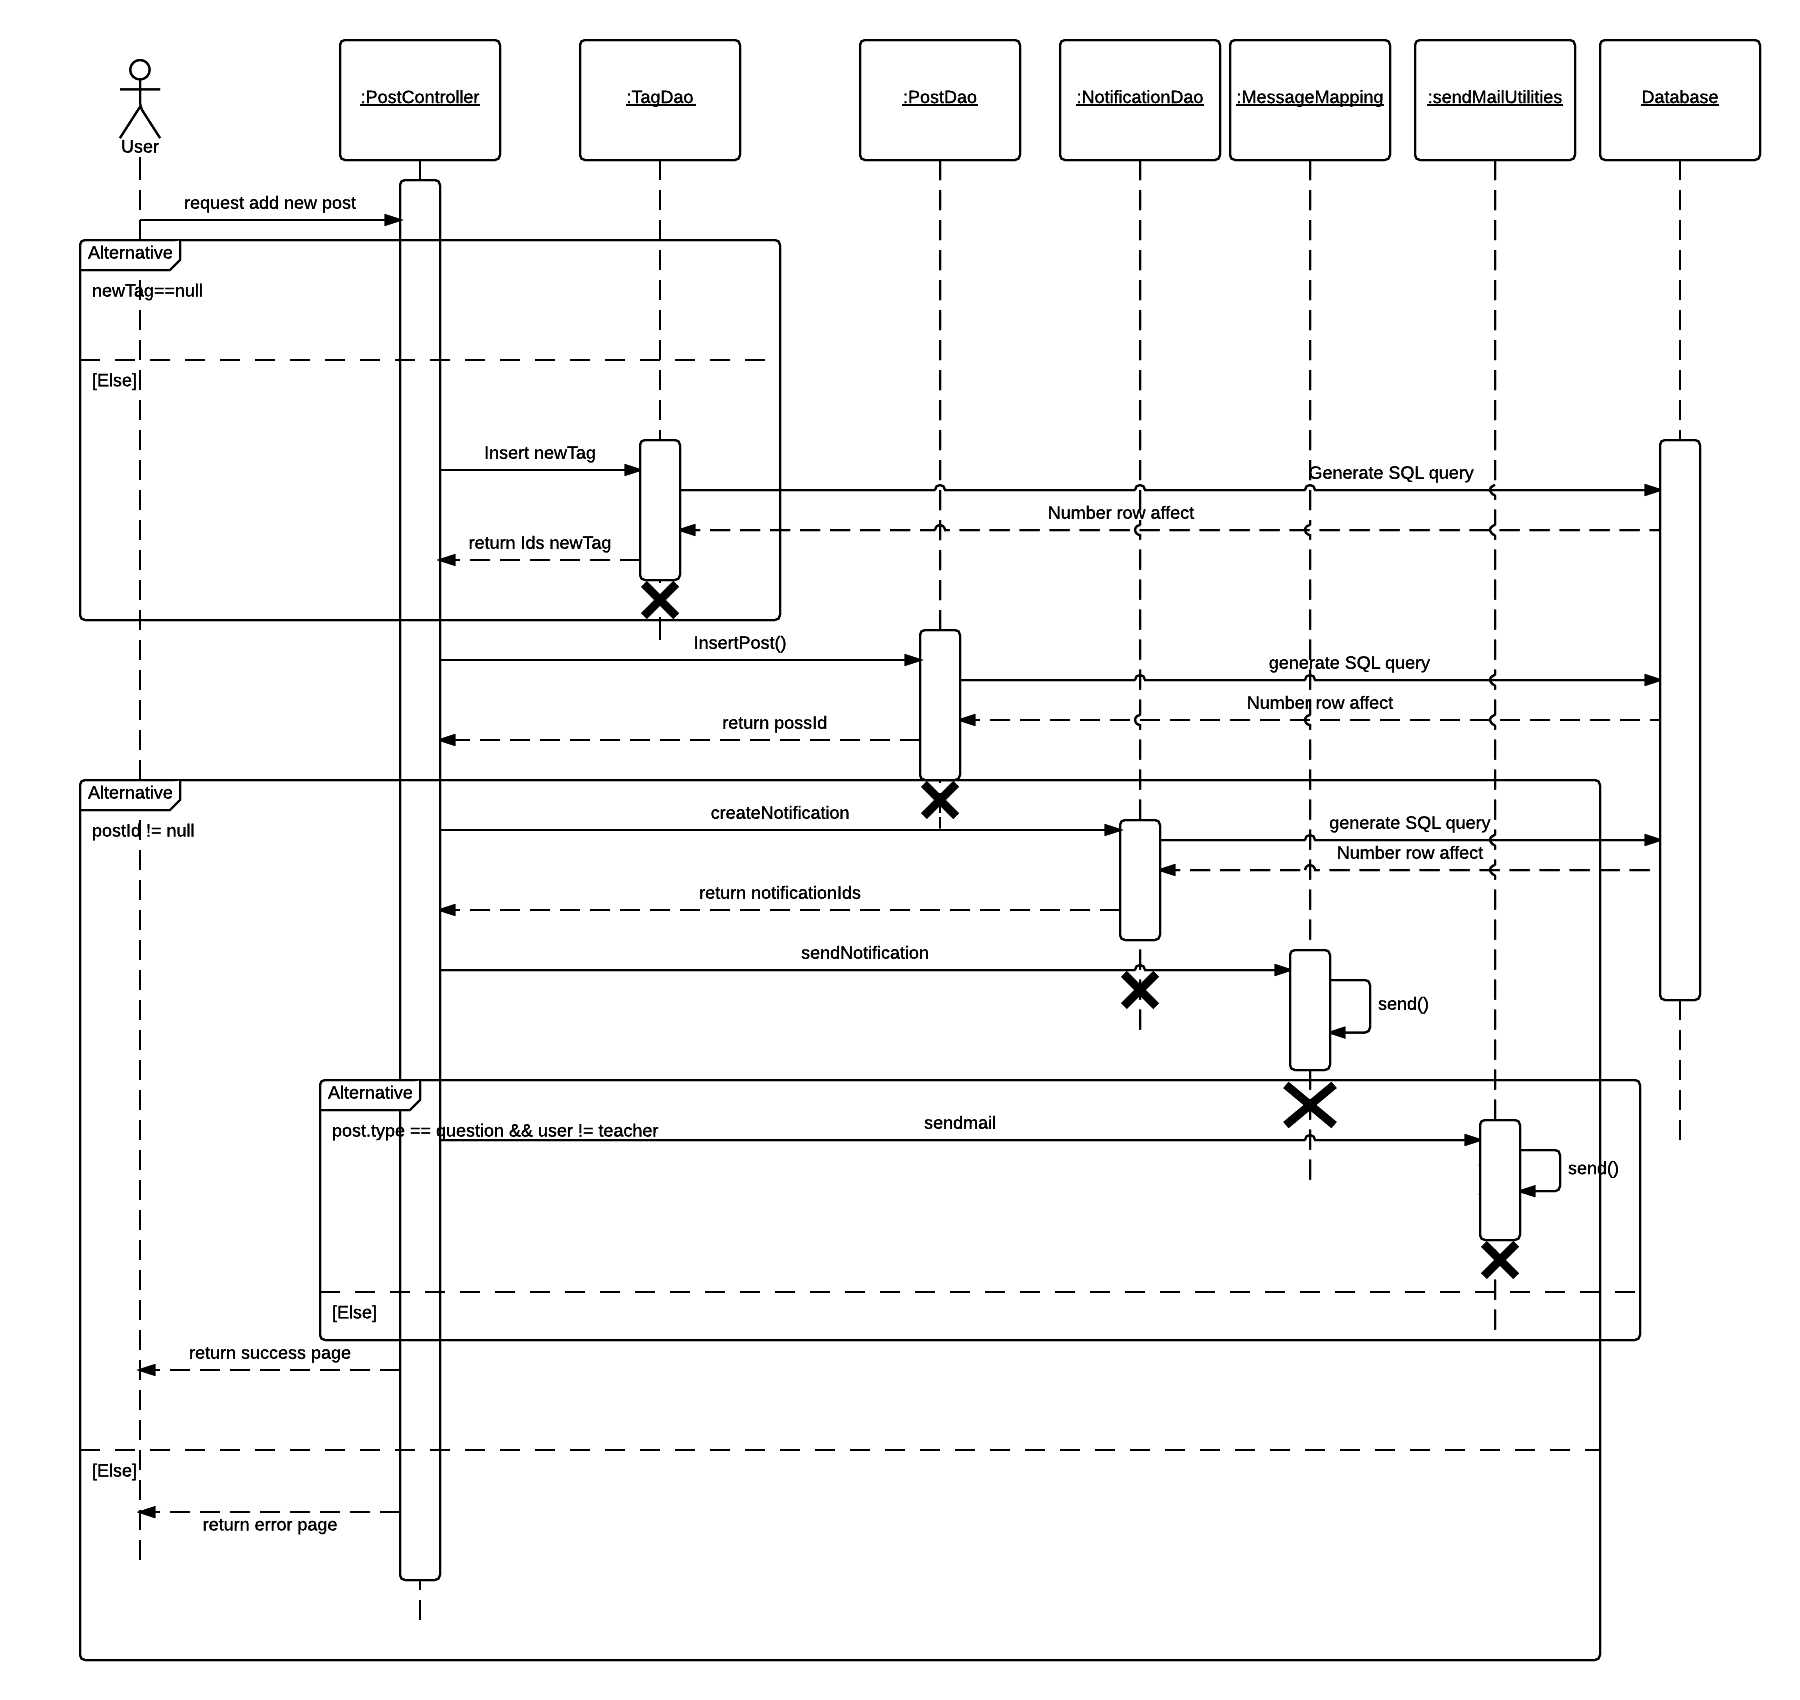 :PostController
:TagDao
:PostDao
:NotificationDao
:MessageMapping
:sendMailUtilities
Database
User
request add new post
Alternative
newTag==null
[Else]
Insert newTag
Generate SQL query
Number row affect
return Ids newTag
InsertPost()
generate SQL query
Number row affect
return possId
Alternative
postId != null
createNotification
generate SQL query
Number row affect
return notificationIds
sendNotification
send()
Alternative
post.type == question && user != teacher
sendmail
send()
[Else]
return success page
[Else]
return error page